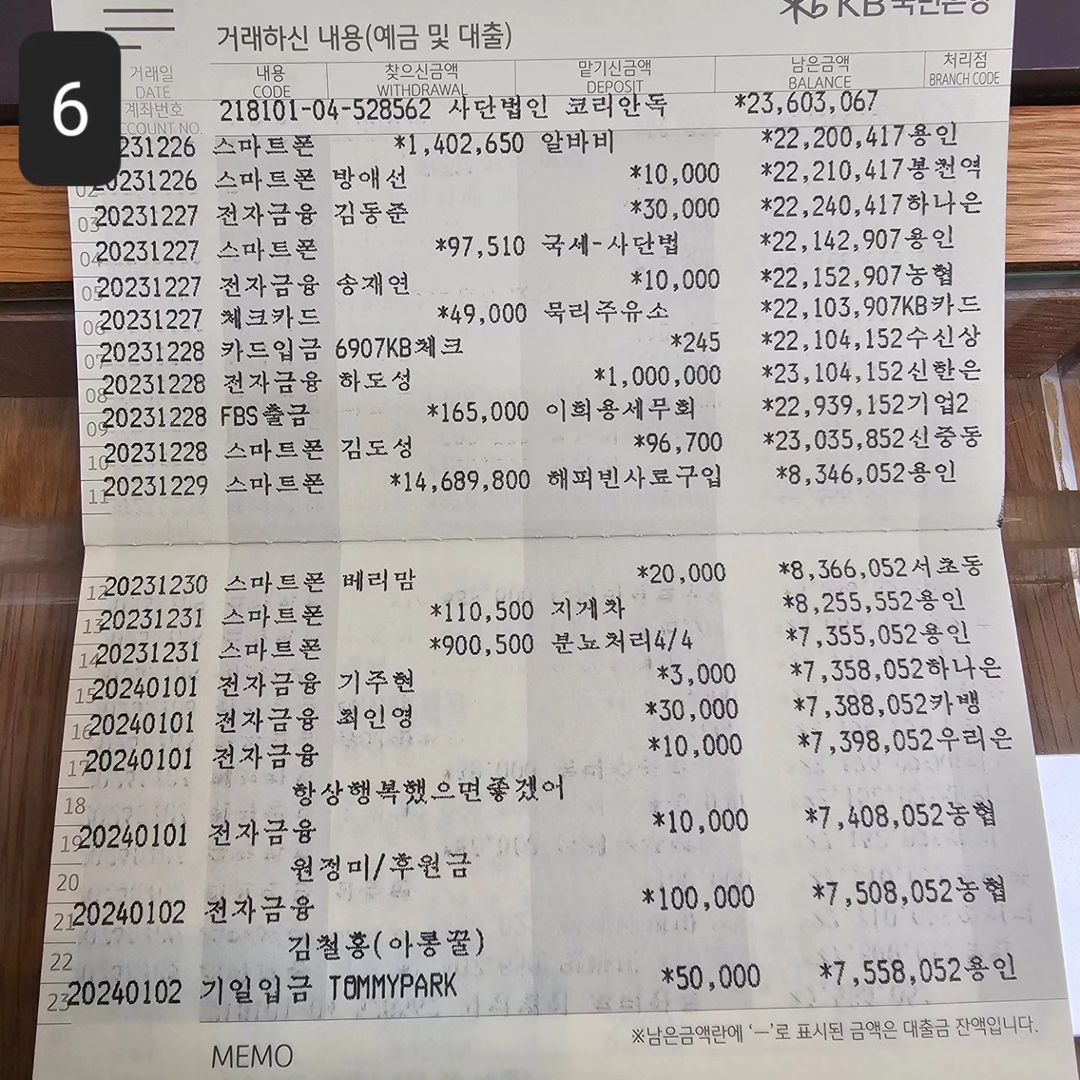 6
KB국민은행
거래하신 내용(예금 및 대출)
거래일 내용 찾으신금액 맡기신금액 남은금액 처리점
DATE CODE WITHDRAWAL DEPOSIT BALANCE BRANCH CODE
계좌번호 218101-04-528562 사단법인 코리안독 *23,603,067
COUNT NO.
231226 스마트폰 *1,402,650 알바비 *22,200,417용인
02 20231226 스마트폰 방애선 *10,000 *22,210,417봉천역
03 20231227 전자금융 김동준 *30,000 *22,240,417하나은
04 20231227 스마트폰 *97,510 국세-사단법 *22,142,907용인
05 20231227 전자금융 송재연 *10,000 *22,152,907농협
06 20231227 체크카드 *49,000 묵리주유소 *22,103,907KB카드
07 20231228 카드입금 6907KB체크 *245 *22,104,152수신상
08 20231228 전자금융 하도성 *1,000,000 *23,104,152신한은
09 20231228 FBS출금 *165,000 이희용세무회 *22,939,152기업2
10 20231228 스마트폰 김도성 *96,700 *23,035,852신중동
11 20231229 스마트폰 *14,689,800 해피빈사료구입 *8,346,052용인
12 20231230 스마트폰 베리맘 *20,000 *8,366,052서초동
13 20231231 스마트폰 *110,500 지게차 *8,255,552용인
14 20231231 스마트폰 *900,500 분뇨처리4/4 *7,355,052용인
15 20240101 전자금융 기주현 *3,000 *7,358,052하나은
16 20240101 전자금융 최인영 *30,000 *7,388,052카뱅
17 20240101 전자금융 *10,000 *7,398,052우리은
18 항상행복했으면좋겠어
19 20240101 전자금융 *10,000 *7,408,052농협
20 원정미/후원금
21 20240102 전자금융 *100,000 *7,508,052농협
22 김철홍(아롱꿀)
23 20240102 기일입금 TOMMYPARK *50,000 *7,558,052용인
※남은금액란에 ‘─’로 표시된 금액은 대출금 잔액입니다.
MEMO